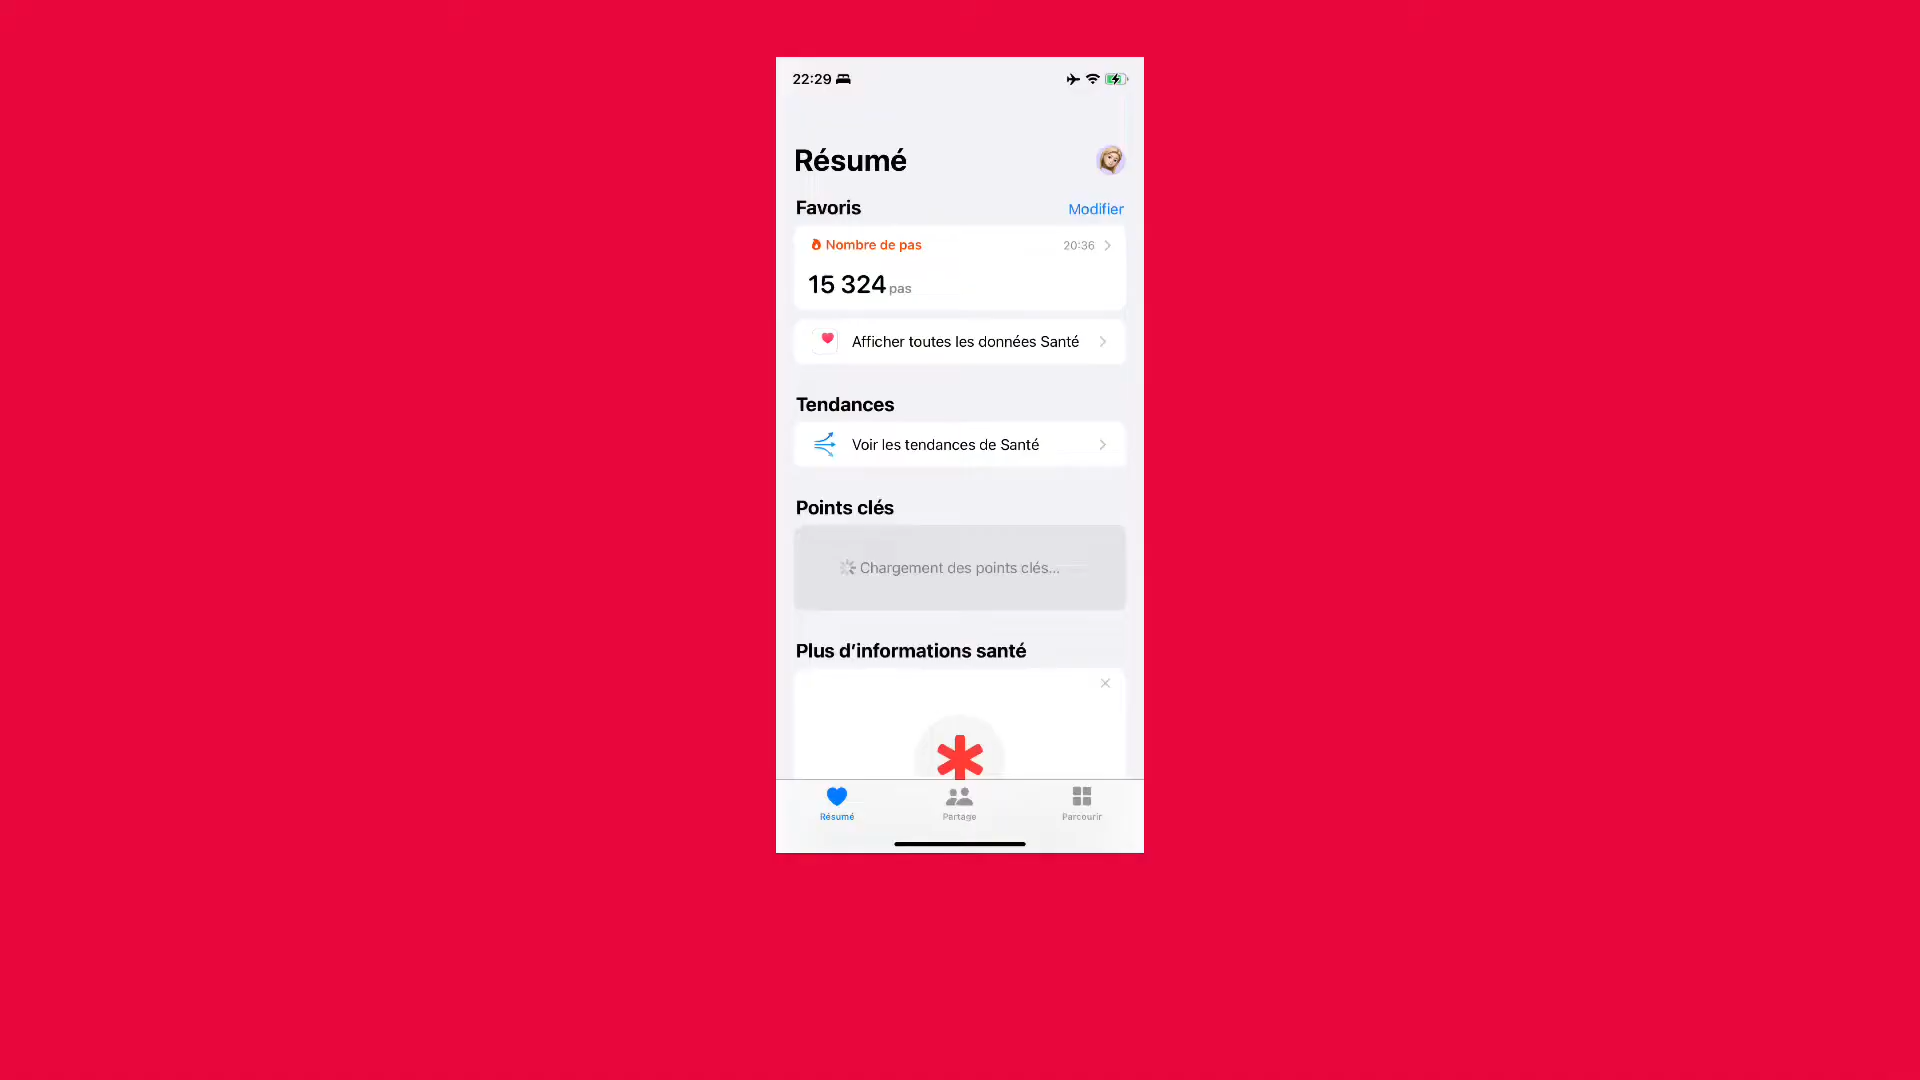 22:29
Résumé
Favoris
Modifier
Nombre de pas
20:36
15 324 pas
Afficher toutes les données Santé
Tendances
Voir les tendances de Santé
Points clés
Chargement des points clés...
Plus d’informations santé
Résumé
Partage
Parcourir